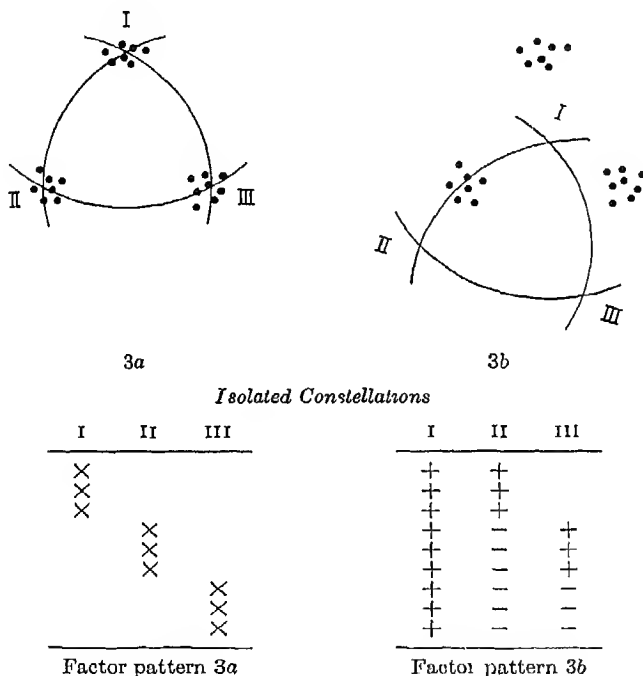 I
I
II III
II
III
3a 3b
Isolated Constellations
I II III I II III
× + +
× + +
× + +
× + − +
× + − +
× + − +
× + − −
× + − −
× + − −
Factor pattern 3a Factor pattern 3b